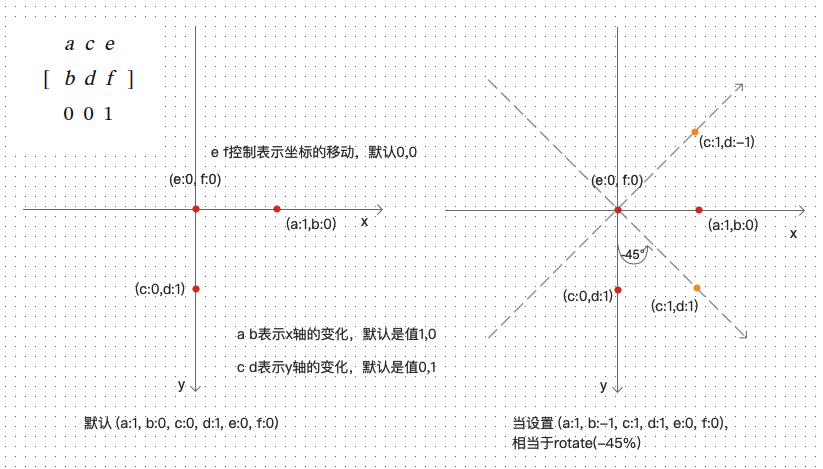 a c e
[ b d f ]
0 0 1
e f控制表示坐标的移动，默认0,0
(e:0, f:0)
(a:1,b:0)
x
(c:0,d:1)
a b表示x轴的变化，默认是值1,0
c d表示y轴的变化，默认是值0,1
y
默认 (a:1, b:0, c:0, d:1, e:0, f:0)
(c:1,d:−1)
(e:0, f:0)
(a:1,b:0)
x
-45°
(c:0,d:1)
(c:1,d:1)
y
当设置 (a:1, b:−1, c:1, d:1, e:0, f:0),
相当于rotate(−45%)